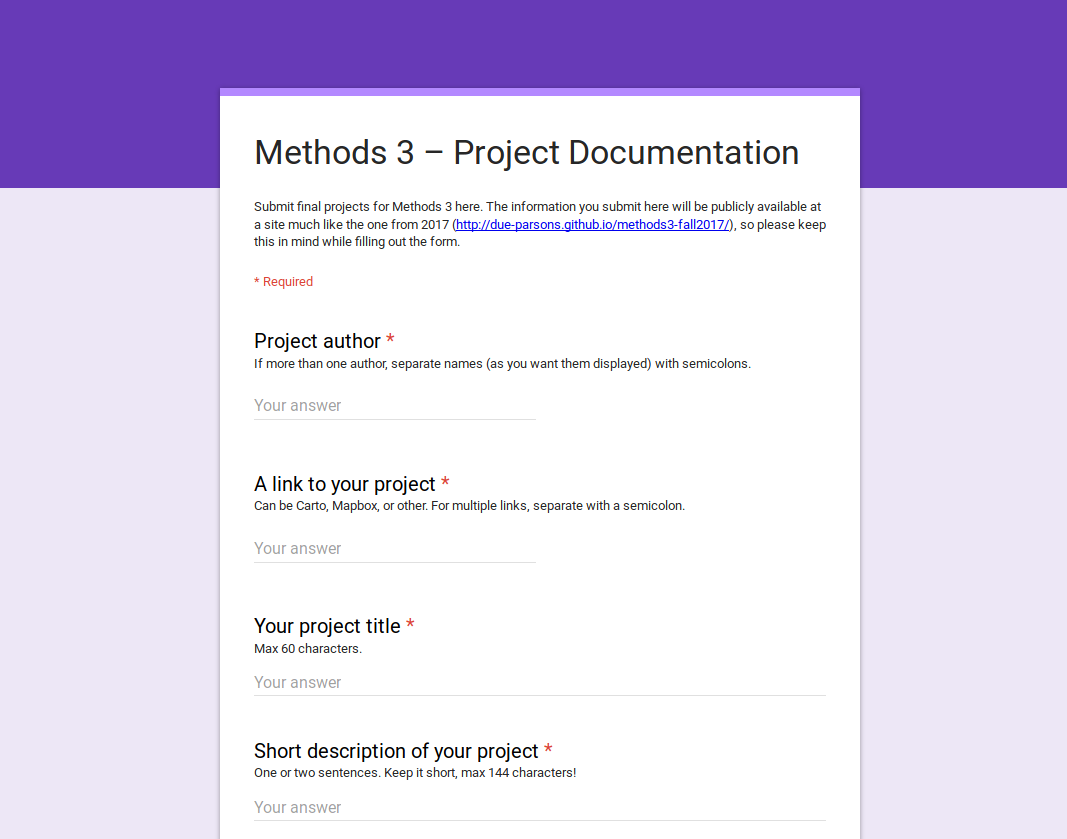 Methods 3 – Project Documentation
Submit final projects for Methods 3 here. The information you submit here will be publicly available at
a site much like the one from 2017 (http://due-parsons.github.io/methods3-fall2017/), so please keep
this in mind while filling out the form.
* Required
Project author *
If more than one author, separate names (as you want them displayed) with semicolons.
Your answer
A link to your project *
Can be Carto, Mapbox, or other. For multiple links, separate with a semicolon.
Your answer
Your project title *
Max 60 characters.
Your answer
Short description of your project *
One or two sentences. Keep it short, max 144 characters!
Your answer